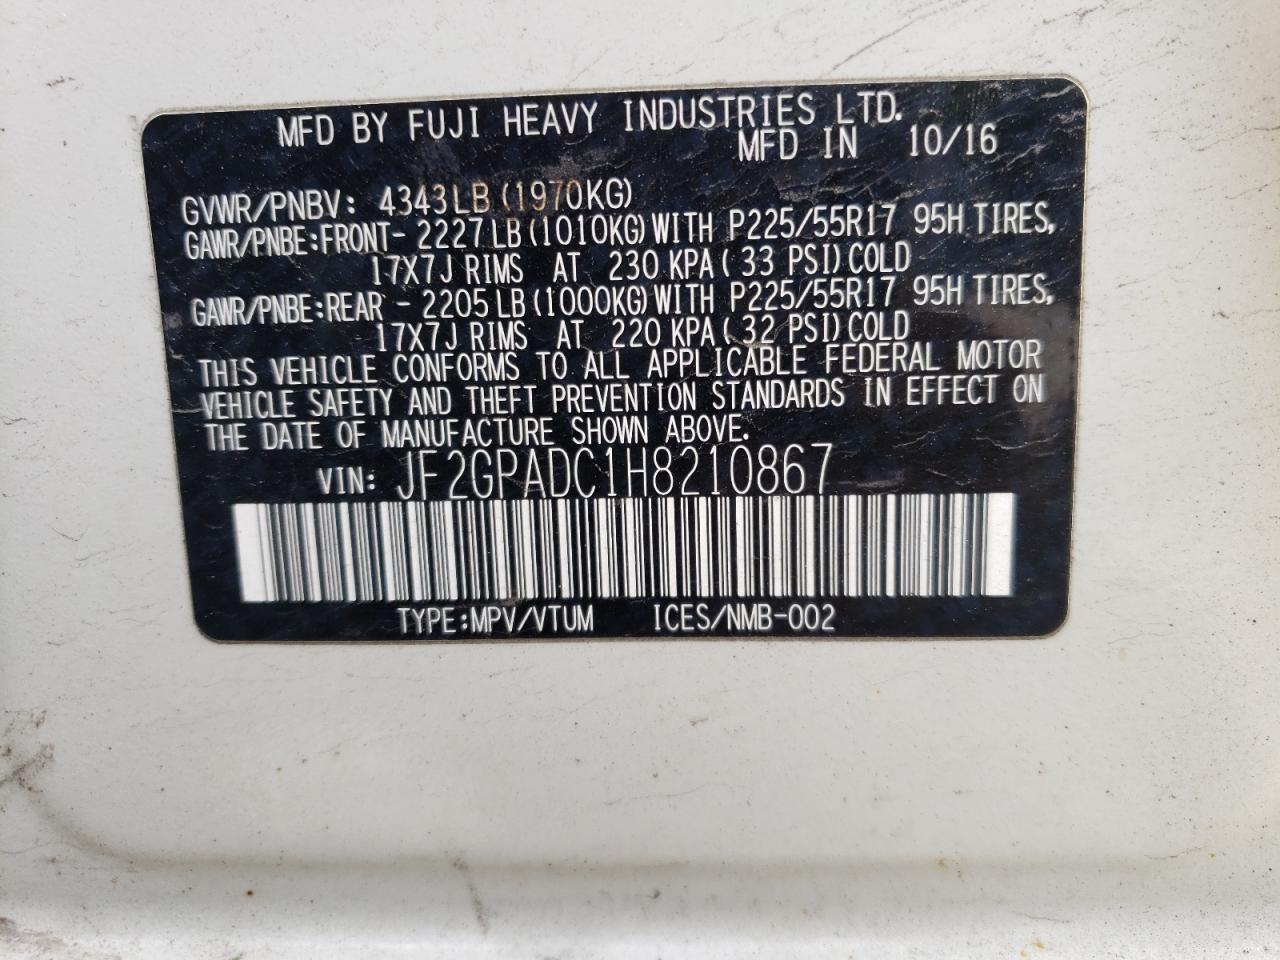 MFD BY FUJI HEAVY INDUSTRIES LTD.
MFD IN 10/16
GVWR/PNBV: 4343LB(1970KG)
GAWR/PNBE:FRONT- 2227LB(1010KG)WITH P225/55R17 95H TIRES,
17X7J RIMS AT 230 KPA(33 PSI)COLD
GAWR/PNBE:REAR - 2205LB(1000KG)WITH P225/55R17 95H TIRES,
17X7J RIMS AT 220 KPA(32 PSI)COLD
THIS VEHICLE CONFORMS TO ALL APPLICABLE FEDERAL MOTOR
VEHICLE SAFETY AND THEFT PREVENTION STANDARDS IN EFFECT ON
THE DATE OF MANUFACTURE SHOWN ABOVE.
VIN: JF2GPADC1H8210867
TYPE:MPV/VTUM ICES/NMB-002